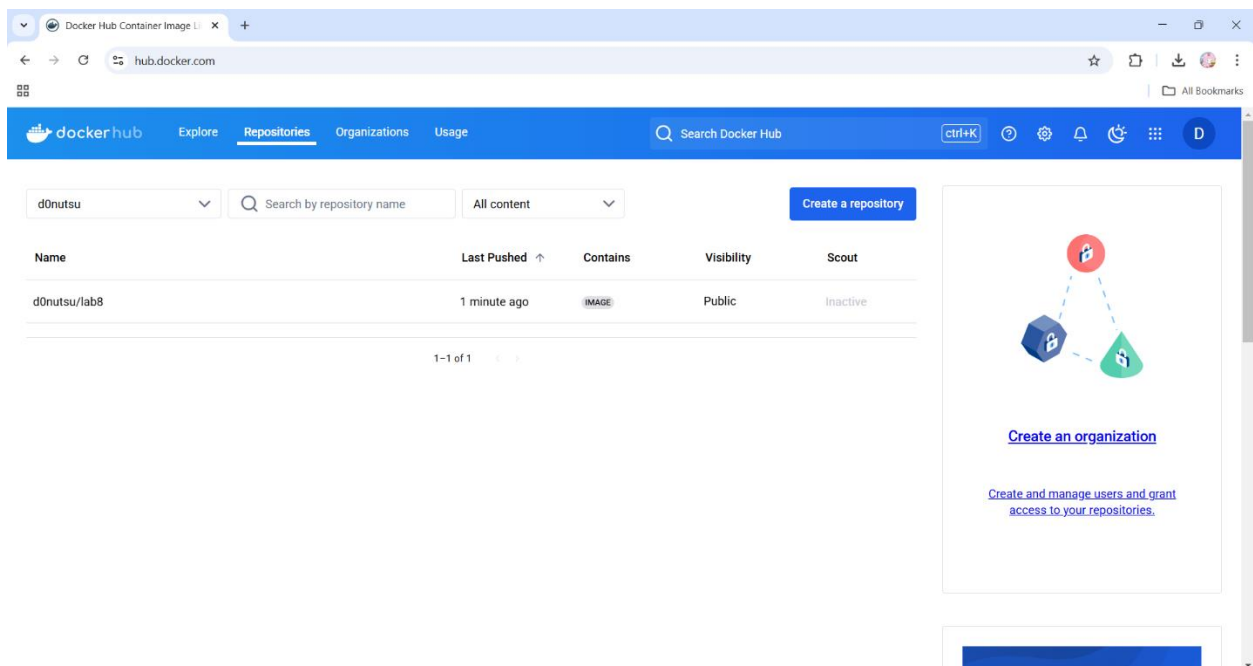 Docker Hub Container Image Li
hub.docker.com
All Bookmarks
dockerhub Explore Repositories Organizations Usage Search Docker Hub ctrl+K D
d0nutsu Search by repository name All content Create a repository
Name Last Pushed Contains Visibility Scout
d0nutsu/lab8 1 minute ago IMAGE Public Inactive
1–1 of 1
Create an organization
Create and manage users and grant
access to your repositories.